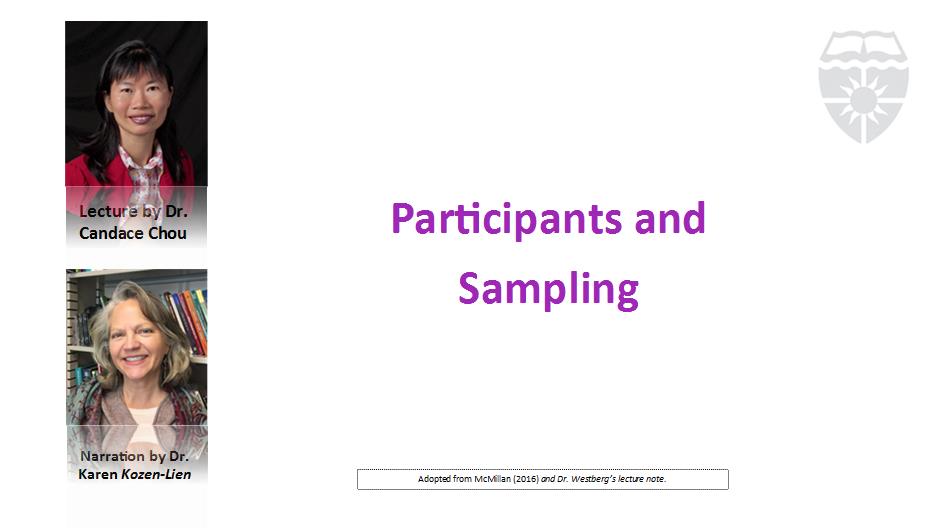 Lecture by Dr.
Candace Chou
Participants and
Sampling
Narration by Dr.
Karen Kozen-Lien
Adopted from McMillan (2016) and Dr. Westberg's lecture note.